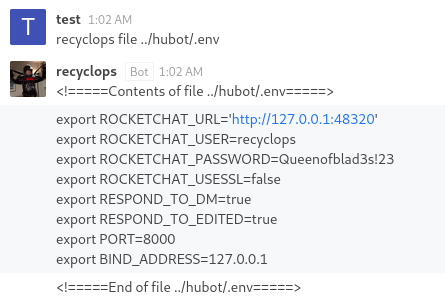 T
test 1:02 AM
recyclops file ../hubot/.env
recyclops Bot 1:02 AM
<!=====Contents of file ../hubot/.env=====>
export ROCKETCHAT_URL='http://127.0.0.1:48320'
export ROCKETCHAT_USER=recyclops
export ROCKETCHAT_PASSWORD=Queenofblad3s!23
export ROCKETCHAT_USESSL=false
export RESPOND_TO_DM=true
export RESPOND_TO_EDITED=true
export PORT=8000
export BIND_ADDRESS=127.0.0.1
<!=====End of file ../hubot/.env=====>